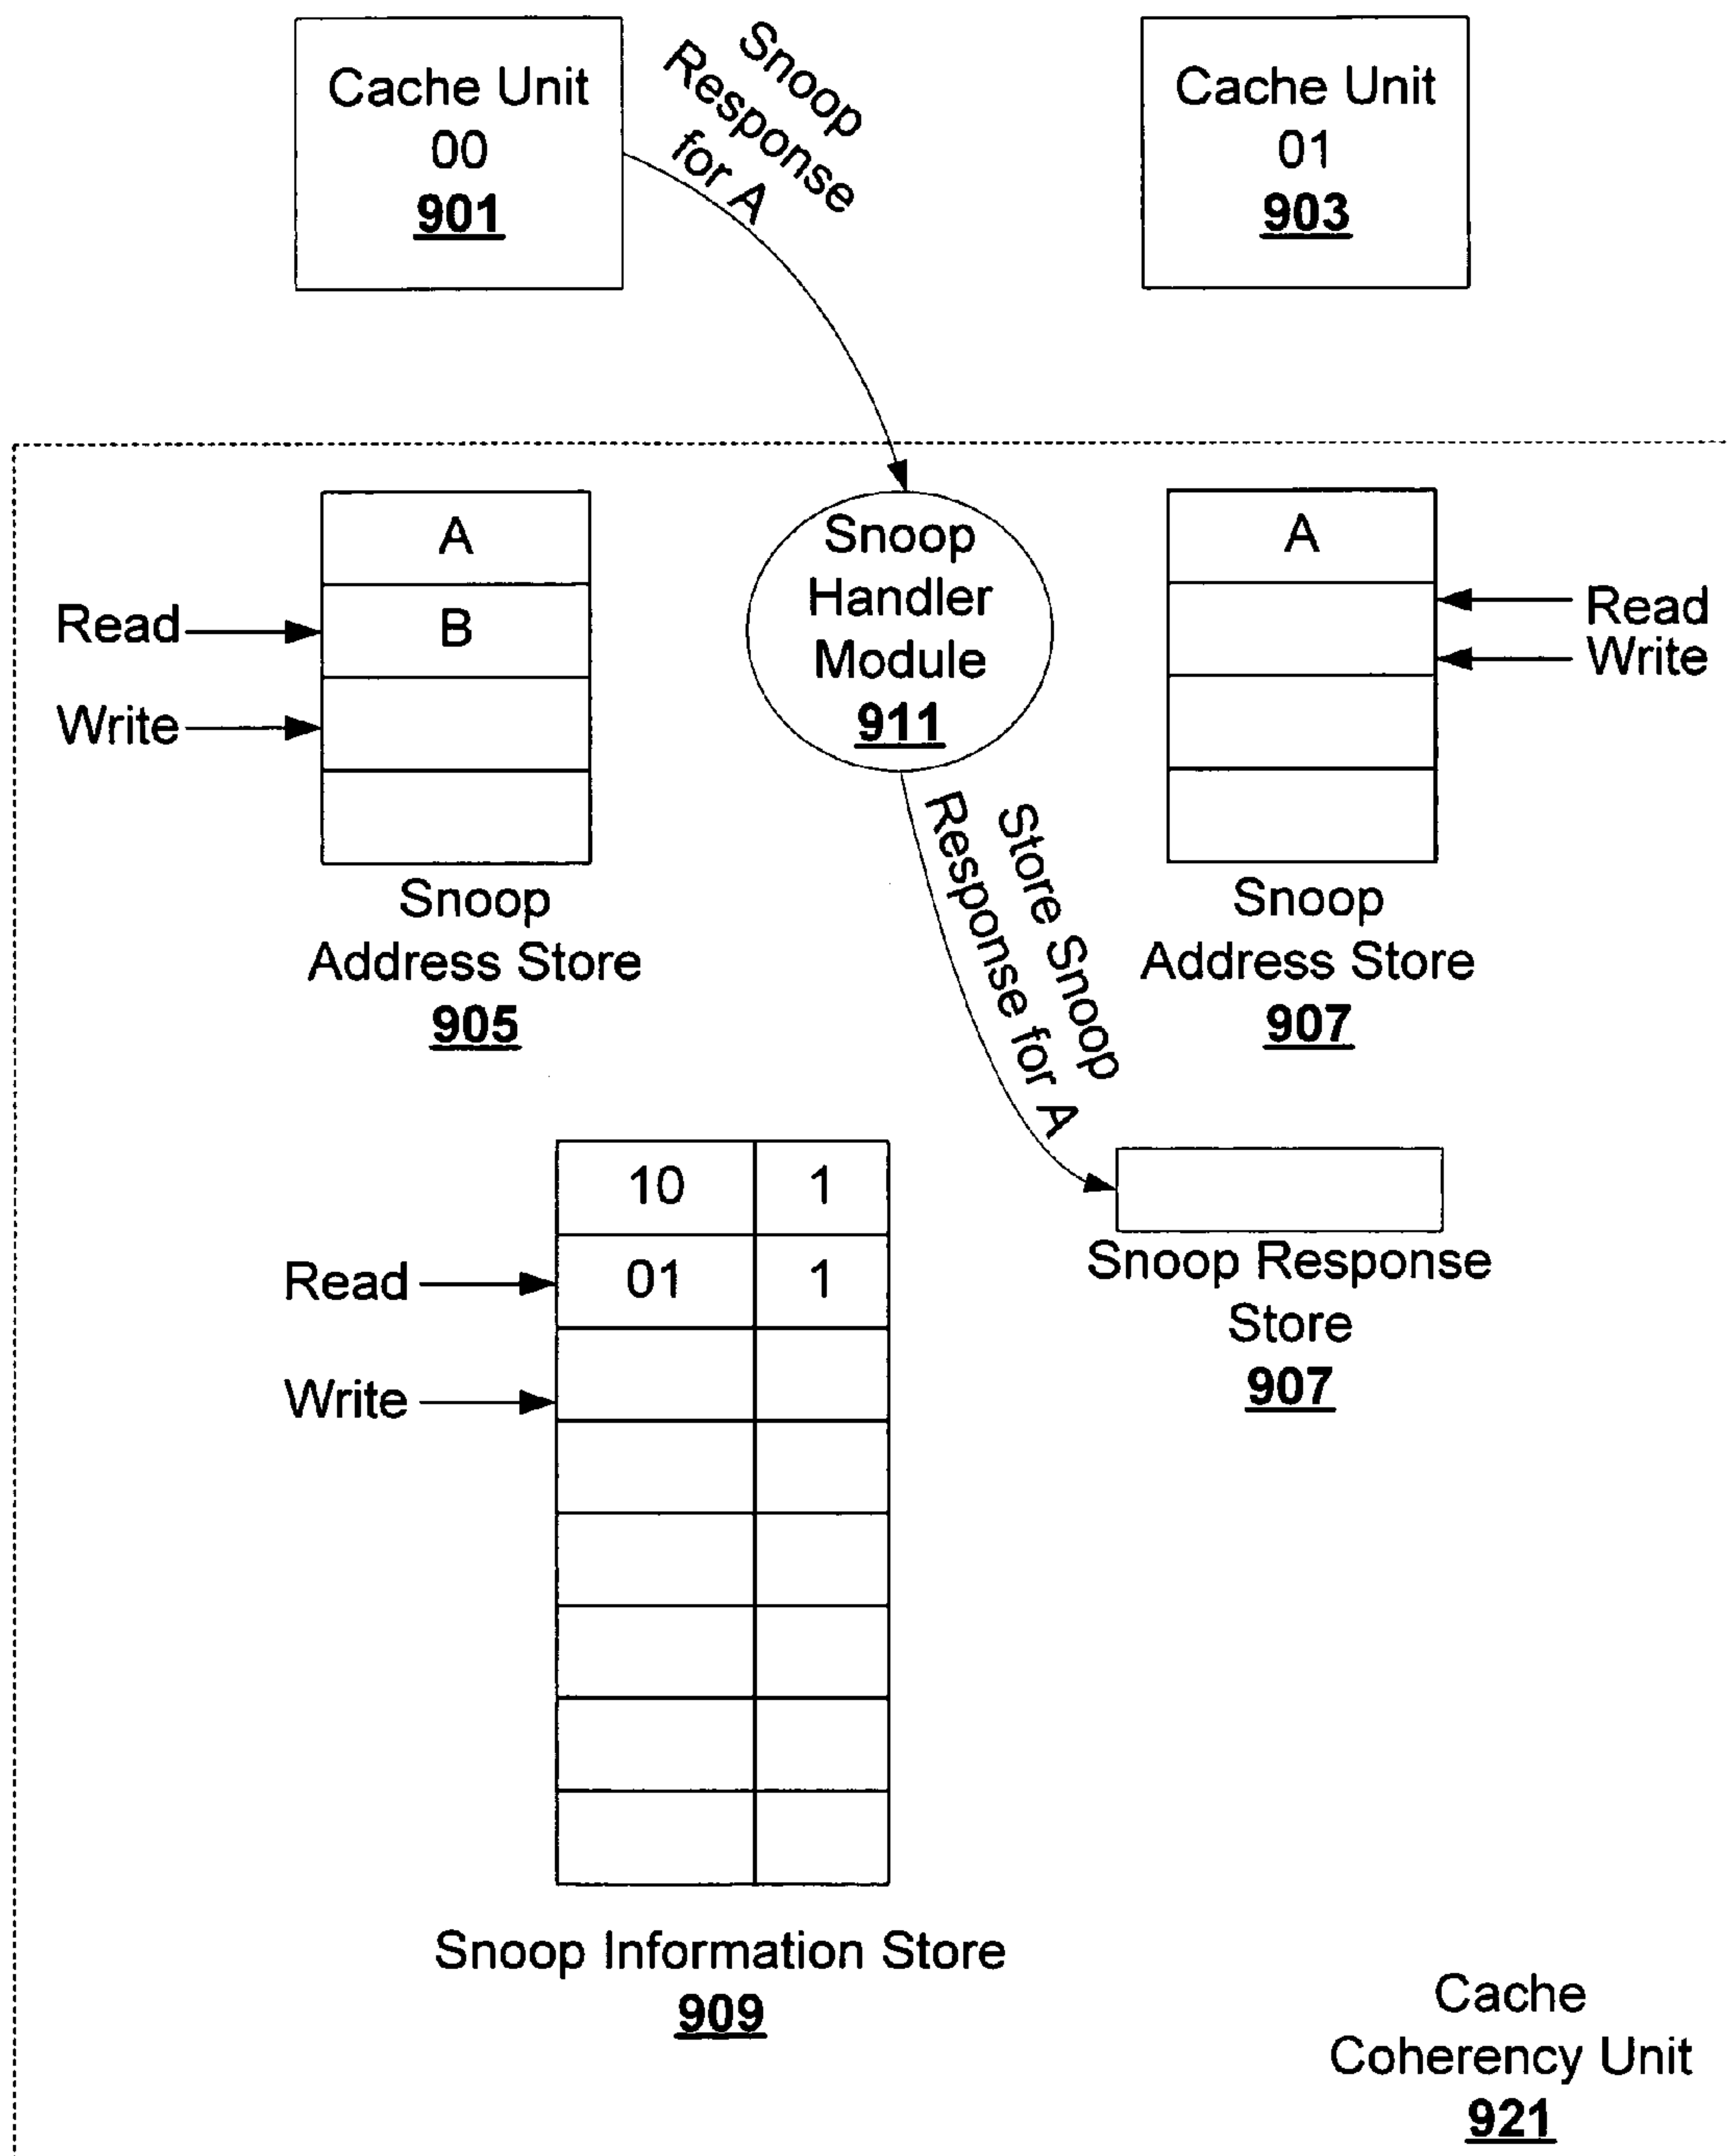 Cache Unit
00
901
Snoop
Response
for A
Cache Unit
01
903
A
B
Read
Write
Snoop
Address Store
905
Snoop
Handler
Module
911
A
Read
Write
Snoop
Address Store
907
Store Snoop
Response for A
10 1
01 1
Read
Write
Snoop Response
Store
907
Snoop Information Store
909
Cache
Coherency Unit
921